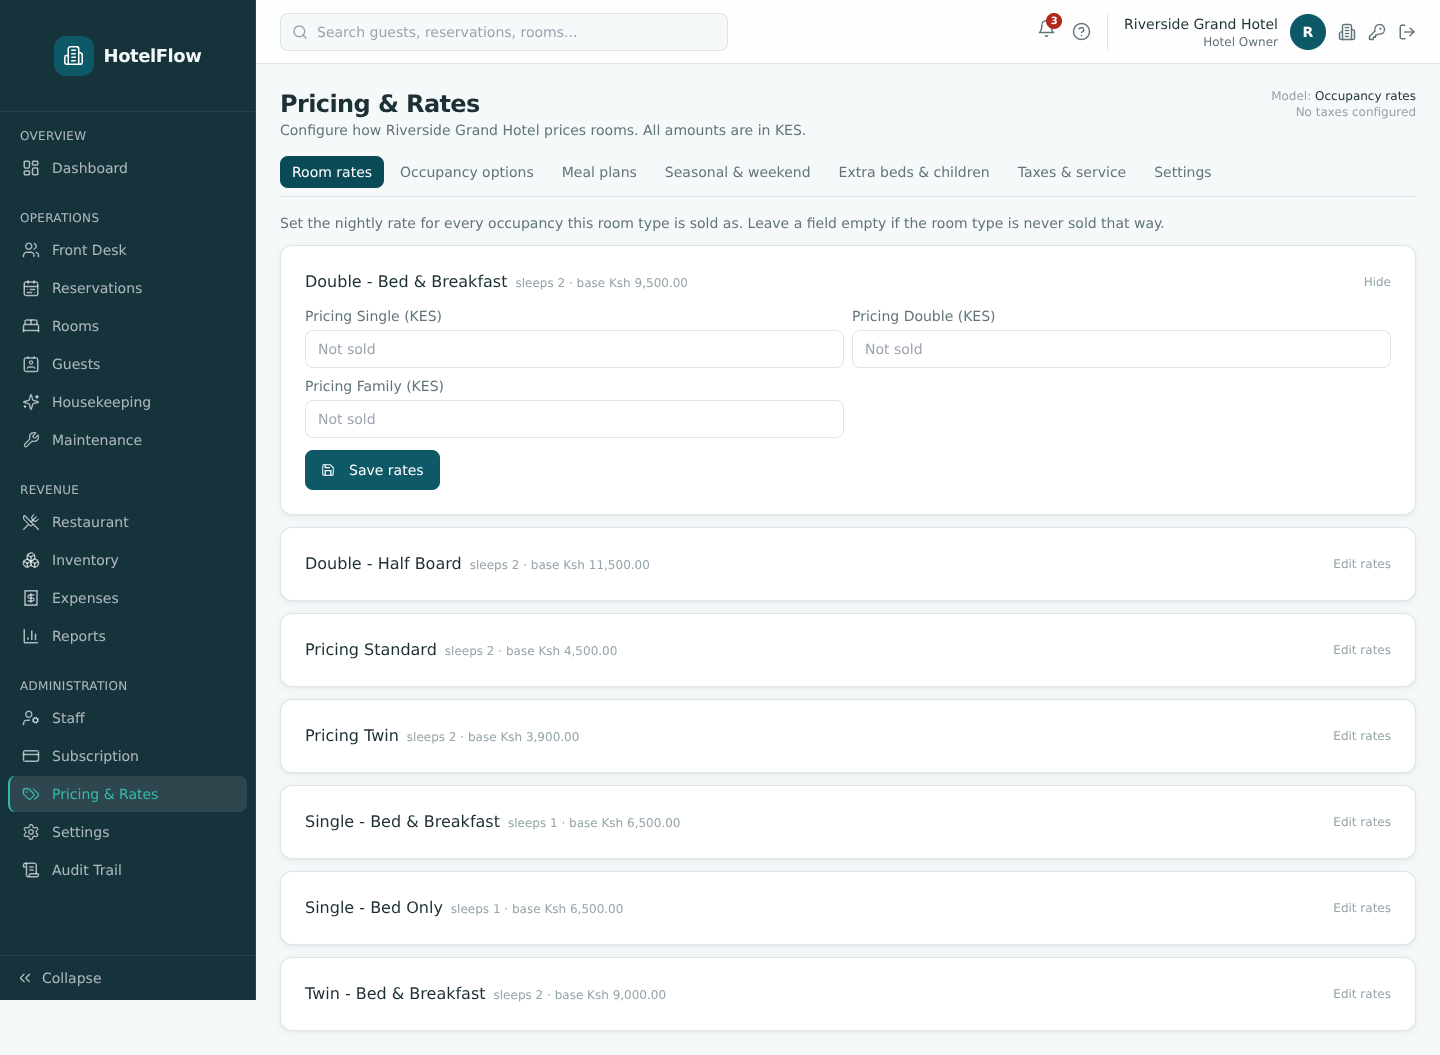 HotelFlow
Search guests, reservations, rooms...
3
Riverside Grand Hotel
Hotel Owner
R
OVERVIEW
Dashboard
OPERATIONS
Front Desk
Reservations
Rooms
Guests
Housekeeping
Maintenance
REVENUE
Restaurant
Inventory
Expenses
Reports
ADMINISTRATION
Staff
Subscription
Pricing & Rates
Settings
Audit Trail
Collapse
Pricing & Rates
Configure how Riverside Grand Hotel prices rooms. All amounts are in KES.
Model: Occupancy rates
No taxes configured
Room rates
Occupancy options
Meal plans
Seasonal & weekend
Extra beds & children
Taxes & service
Settings
Set the nightly rate for every occupancy this room type is sold as. Leave a field empty if the room type is never sold that way.
Double - Bed & Breakfast sleeps 2 · base Ksh 9,500.00
Hide
Pricing Single (KES)
Not sold
Pricing Double (KES)
Not sold
Pricing Family (KES)
Not sold
Save rates
Double - Half Board sleeps 2 · base Ksh 11,500.00
Edit rates
Pricing Standard sleeps 2 · base Ksh 4,500.00
Edit rates
Pricing Twin sleeps 2 · base Ksh 3,900.00
Edit rates
Single - Bed & Breakfast sleeps 1 · base Ksh 6,500.00
Edit rates
Single - Bed Only sleeps 1 · base Ksh 6,500.00
Edit rates
Twin - Bed & Breakfast sleeps 2 · base Ksh 9,000.00
Edit rates